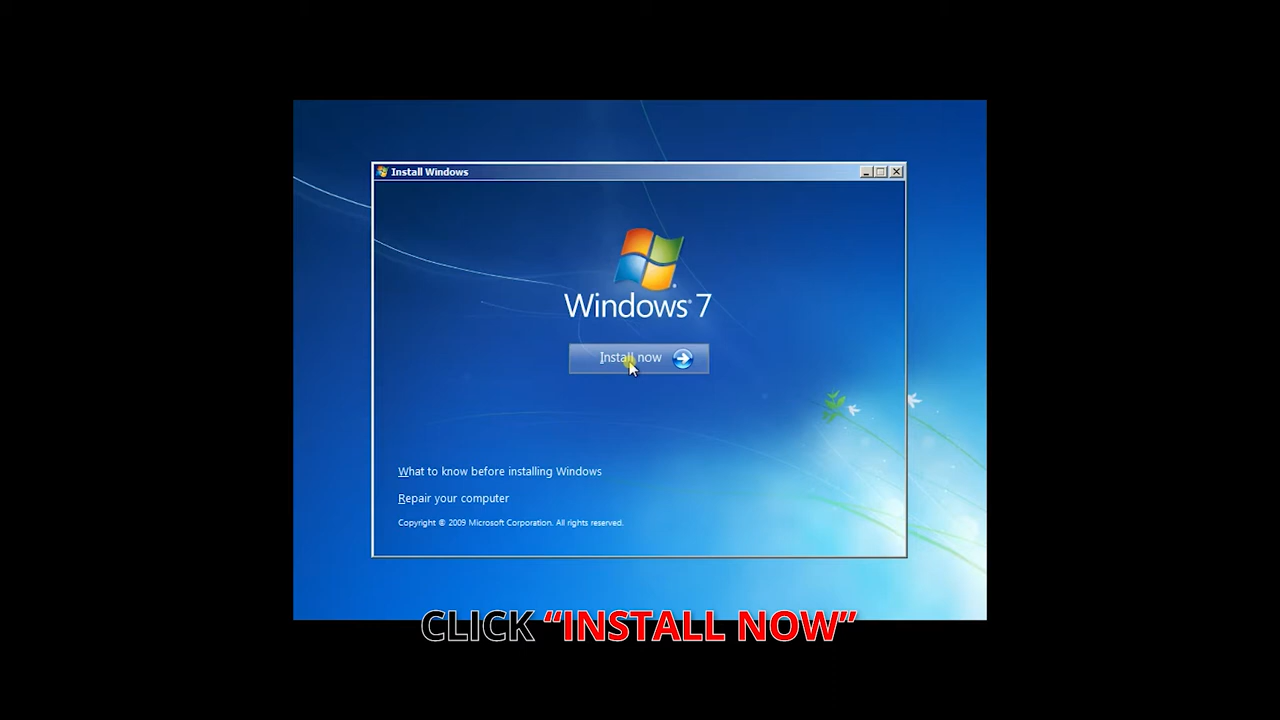 Install Windows
Windows 7
Install now
What to know before installing Windows
Repair your computer
Copyright © 2009 Microsoft Corporation. All rights reserved.
CLICK “INSTALL NOW”